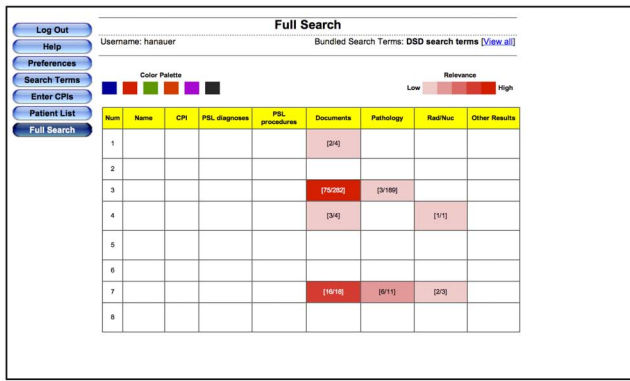 Full Search
Log Out
Help
Preferences
Search Terms
Enter CPIs
Patient List
Full Search
Username: hanauer
Bundled Search Terms: DSD search terms [View all]
Color Palette
Relevance
Low High
Num Name CPI PSL diagnoses PSL procedures Documents Pathology Rad/Nuc Other Results
1 [2/4]
2
3 [75/282] [3/189]
4 [3/4] [1/1]
5
6
7 [16/18] [6/11] [2/3]
8